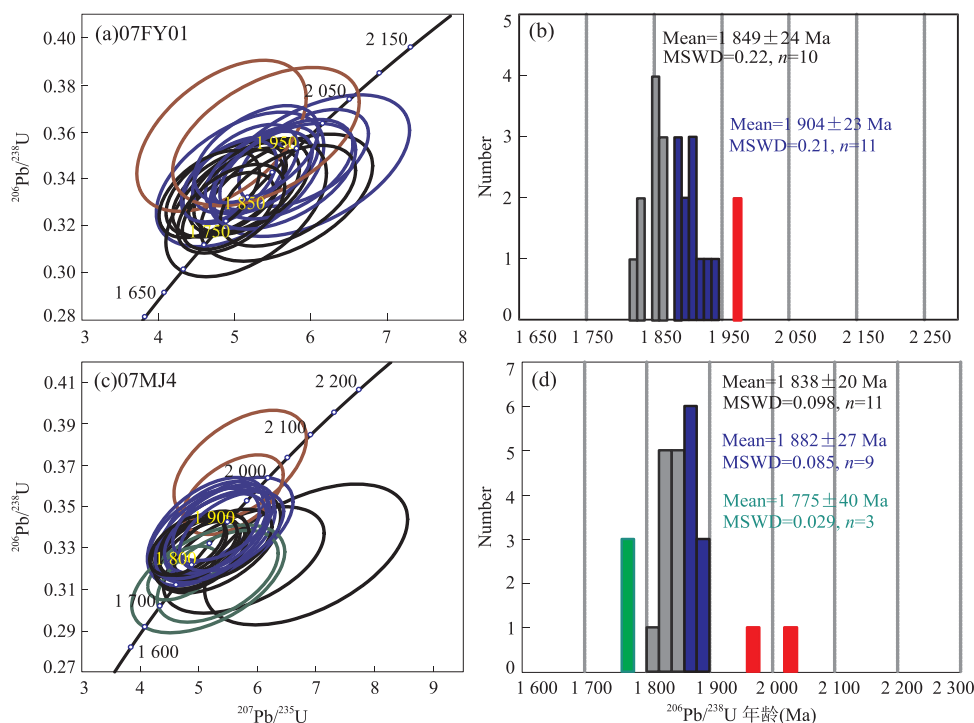 (a)07FY01
0.40
0.38
0.36
0.34
0.32
0.30
0.28
²⁰⁶Pb/²³⁸U
2 150
2 050
1 950
1 850
1 750
1 650
3 4 5 6 7 8
(b)
Mean=1 849±24 Ma
MSWD=0.22, n=10
Mean=1 904±23 Ma
MSWD=0.21, n=11
Number
5
4
3
2
1
0
1 650 1 750 1 850 1 950 2 050 2 150 2 250
(c)07MJ4
0.41
0.39
0.37
0.35
0.33
0.31
0.29
0.27
²⁰⁶Pb/²³⁸U
2 200
2 100
2 000
1 900
1 800
1 700
1 600
3 4 5 6 7 8 9
²⁰⁷Pb/²³⁵U
(d)
Mean=1 838±20 Ma
MSWD=0.098, n=11
Mean=1 882±27 Ma
MSWD=0.085, n=9
Mean=1 775±40 Ma
MSWD=0.029, n=3
Number
6
5
4
3
2
1
0
1 600 1 700 1 800 1 900 2 000 2 100 2 200 2 300
²⁰⁶Pb/²³⁸U 年龄(Ma)